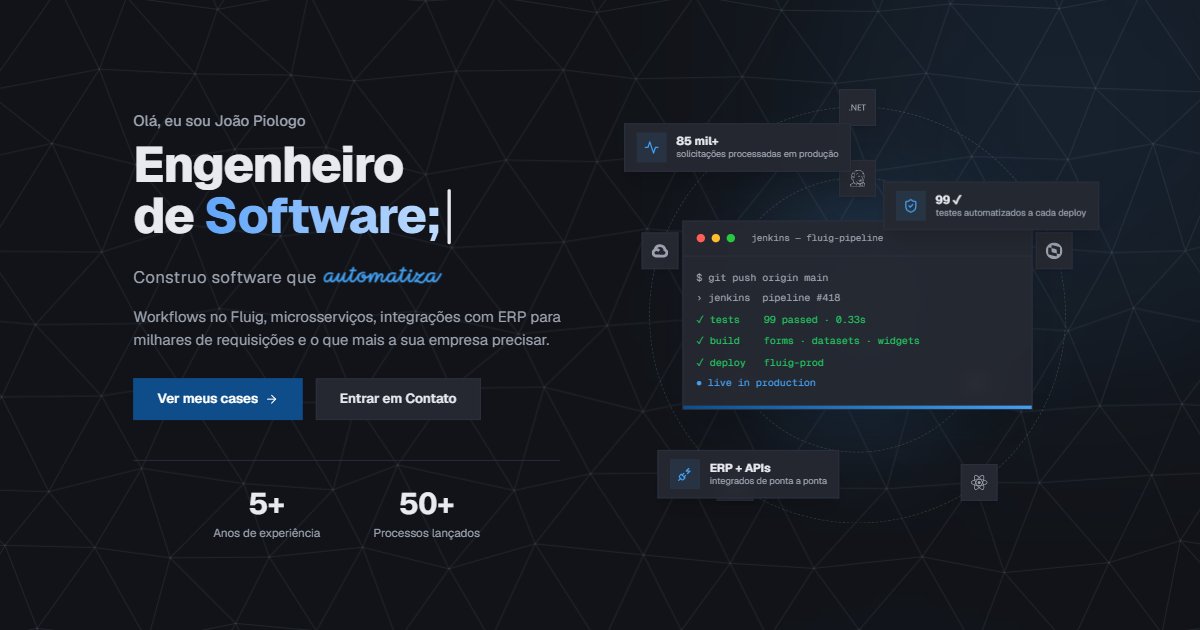 Olá, eu sou João Piologo
Engenheiro
de Software;
Construo software que automatiza
Workflows no Fluig, microsserviços, integrações com ERP para
milhares de requisições e o que mais a sua empresa precisar.
Ver meus cases →
Entrar em Contato
5+
Anos de experiência
50+
Processos lançados
.NET
85 mil+
solicitações processadas em produção
99 ✓
testes automatizados a cada deploy
jenkins — fluig-pipeline
$ git push origin main
› jenkins pipeline #418
✓ tests 99 passed · 0.33s
✓ build forms · datasets · widgets
✓ deploy fluig-prod
● live in production
ERP + APIs
integrados de ponta a ponta